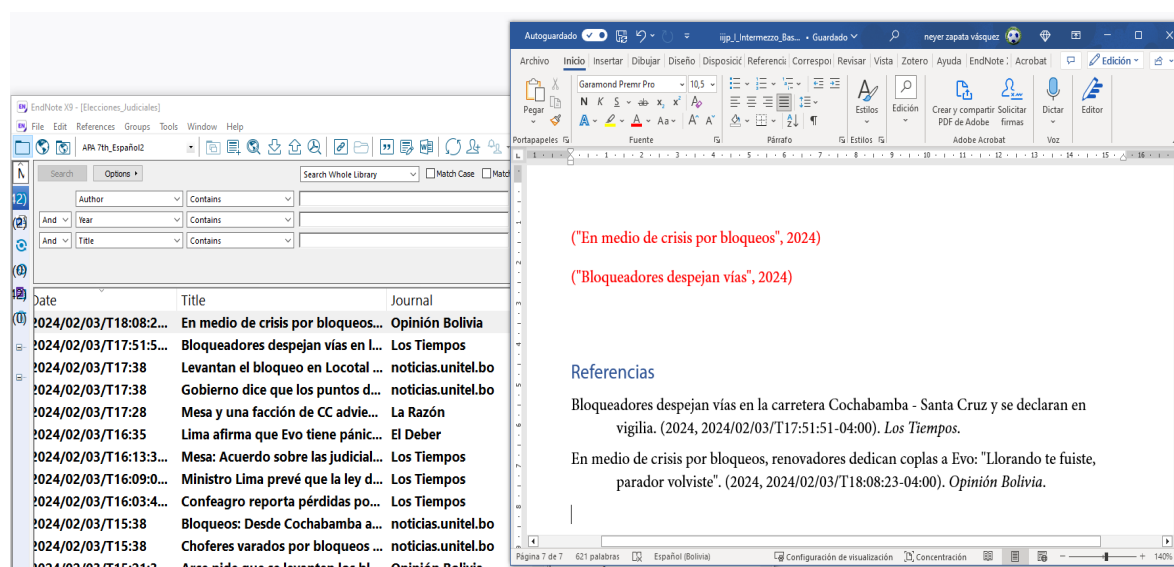 EndNote X9 - [Elecciones_Judiciales]
File Edit References Groups Tools Window Help
APA 7th_Español2
Search Options Search Whole Library Match Case Matc
Author Contains
And Year Contains
And Title Contains
Date Title Journal
2024/02/03/T18:08:2... En medio de crisis por bloqueos... Opinión Bolivia
2024/02/03/T17:51:5... Bloqueadores despejan vías en l... Los Tiempos
2024/02/03/T17:38 Levantan el bloqueo en Locotal ... noticias.unitel.bo
2024/02/03/T17:38 Gobierno dice que los puntos d... noticias.unitel.bo
2024/02/03/T17:28 Mesa y una facción de CC advie... La Razón
2024/02/03/T16:35 Lima afirma que Evo tiene pánic... El Deber
2024/02/03/T16:13:3... Mesa: Acuerdo sobre las judicial... Los Tiempos
2024/02/03/T16:09:0... Ministro Lima prevé que la ley d... Los Tiempos
2024/02/03/T16:03:4... Confeagro reporta pérdidas po... Los Tiempos
2024/02/03/T15:38 Bloqueos: Desde Cochabamba a... noticias.unitel.bo
2024/02/03/T15:38 Choferes varados por bloqueos ... noticias.unitel.bo
Autoguardado iijp_I_Intermezzo_Bas... • Guardado neyer zapata vásquez
Archivo Inicio Insertar Dibujar Diseño Disposició Referencia Correspoi Revisar Vista Zotero Ayuda EndNote Acrobat Edición
Garamond Premr Pro 10,5
Pegar N K S ab x, x² A
A A Aa A A
Estilos Edición Crear y compartir PDF de Adobe Solicitar firmas Dictar Editor
Portapapeles Fuente Párrafo Estilos Adobe Acrobat Voz
("En medio de crisis por bloqueos", 2024)
("Bloqueadores despejan vías", 2024)
Referencias
Bloqueadores despejan vías en la carretera Cochabamba - Santa Cruz y se declaran en
vigilia. (2024, 2024/02/03/T17:51:51-04:00). Los Tiempos.
En medio de crisis por bloqueos, renovadores dedican coplas a Evo: "Llorando te fuiste,
parador volviste". (2024, 2024/02/03/T18:08:23-04:00). Opinión Bolivia.
Página 7 de 7 621 palabras Español (Bolivia) Configuración de visualización Concentración 140%